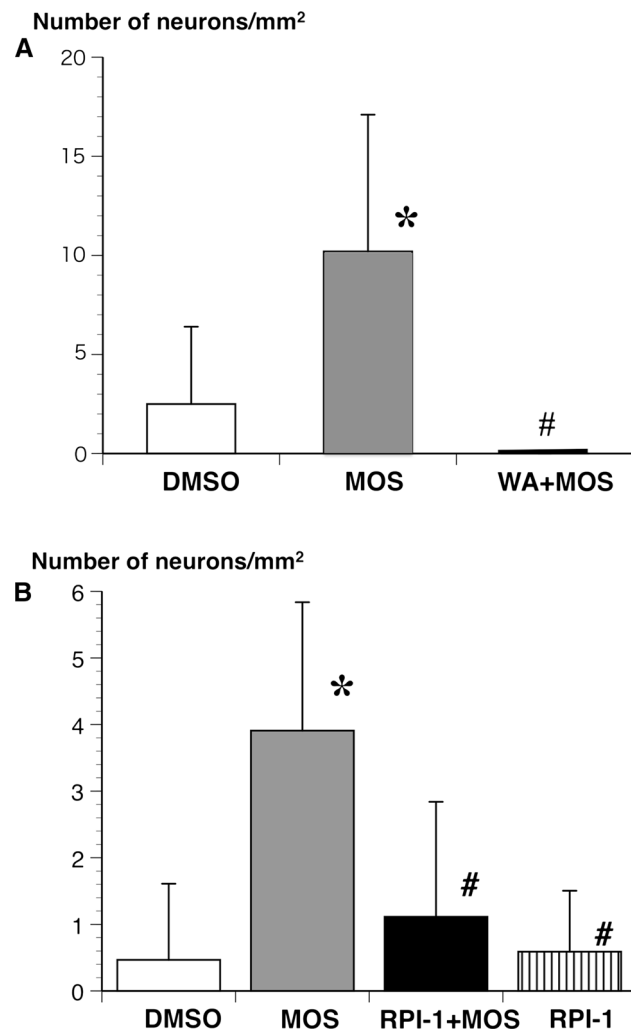 Number of neurons/mm²
A
20
15
10
5
0
*
#
DMSO MOS WA+MOS
Number of neurons/mm²
B
6
5
4
3
2
1
0
*
#
#
DMSO MOS RPI-1+MOS RPI-1